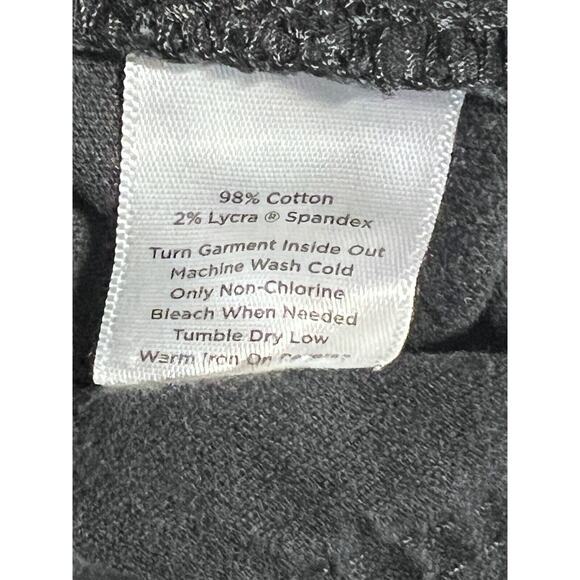 98% Cotton
2% Lycra ® Spandex
Turn Garment Inside Out
Machine Wash Cold
Only Non-Chlorine
Bleach When Needed
Tumble Dry Low
Warm Iron On